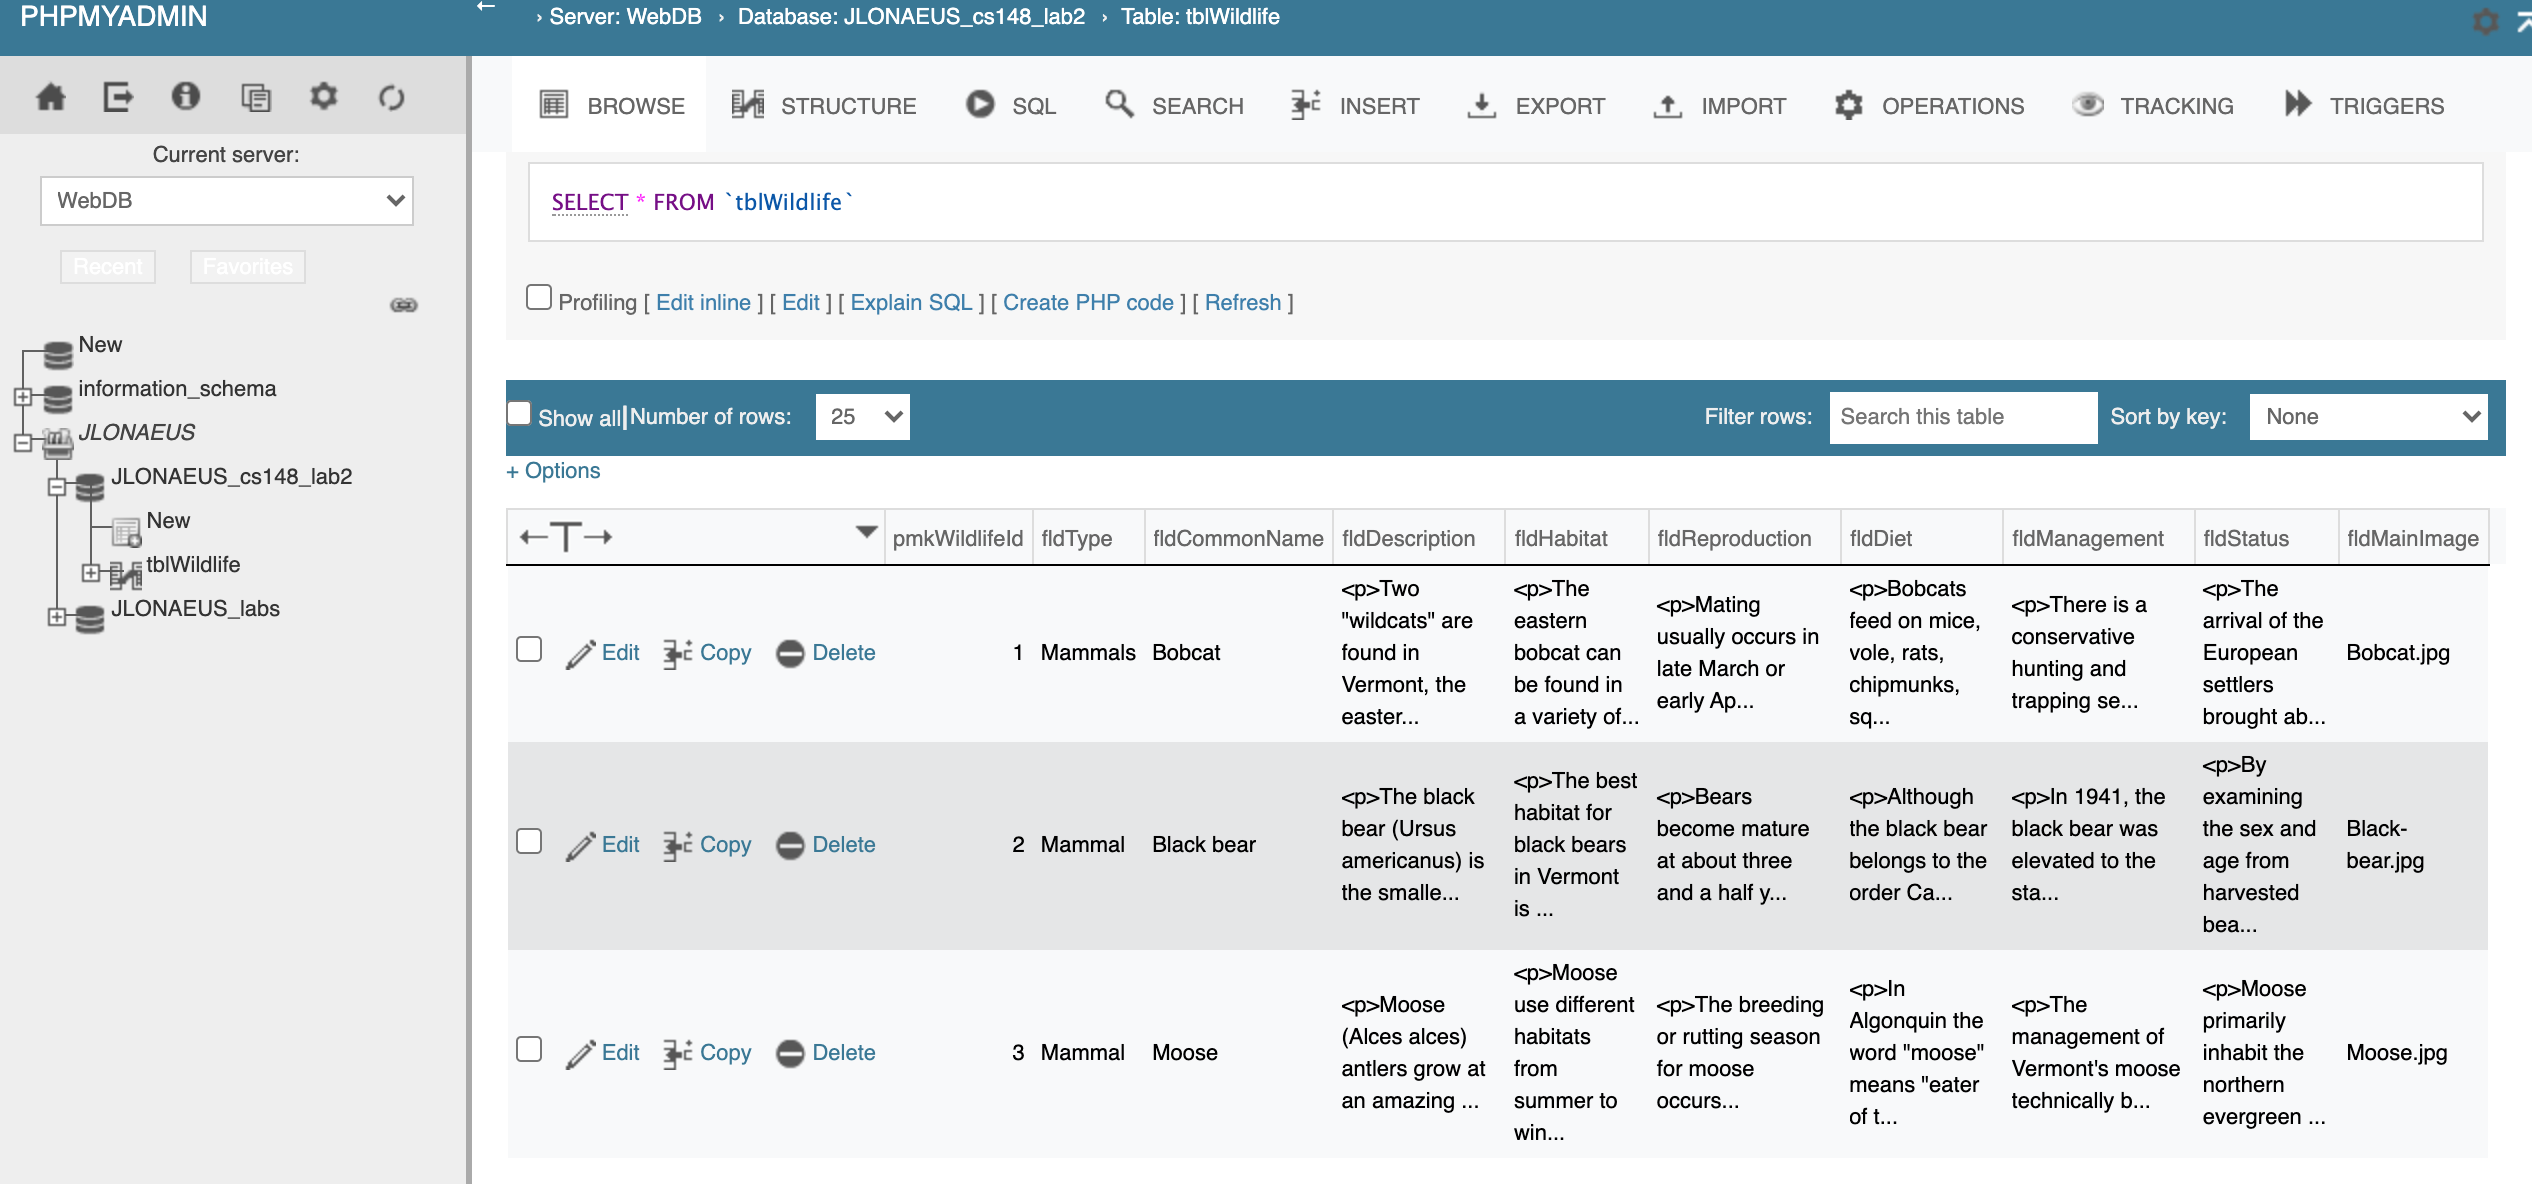 PHPMYADMIN
←
› Server: WebDB › Database: JLONAEUS_cs148_lab2 › Table: tblWildlife
BROWSE STRUCTURE SQL SEARCH INSERT EXPORT IMPORT OPERATIONS TRACKING TRIGGERS
Current server:
WebDB
Recent Favorites
New
information_schema
JLONAEUS
JLONAEUS_cs148_lab2
New
tblWildlife
JLONAEUS_labs
SELECT * FROM `tblWildlife`
Profiling [ Edit inline ] [ Edit ] [ Explain SQL ] [ Create PHP code ] [ Refresh ]
Show all | Number of rows: 25 Filter rows: Search this table Sort by key: None
+ Options
←T→ pmkWildlifeId fldType fldCommonName fldDescription fldHabitat fldReproduction fldDiet fldManagement fldStatus fldMainImage
Edit Copy Delete
1
Mammals
Bobcat
<p>Two
"wildcats" are
found in
Vermont, the
easter...
<p>The
eastern
bobcat can
be found in
a variety of...
<p>Mating
usually occurs in
late March or
early Ap...
<p>Bobcats
feed on mice,
vole, rats,
chipmunks,
sq...
<p>There is a
conservative
hunting and
trapping se...
<p>The
arrival of the
European
settlers
brought ab...
Bobcat.jpg
Edit Copy Delete
2
Mammal
Black bear
<p>The black
bear (Ursus
americanus) is
the smalle...
<p>The best
habitat for
black bears
in Vermont
is ...
<p>Bears
become mature
at about three
and a half y...
<p>Although
the black bear
belongs to the
order Ca...
<p>In 1941, the
black bear was
elevated to the
sta...
<p>By
examining
the sex and
age from
harvested
bea...
Black-
bear.jpg
Edit Copy Delete
3
Mammal
Moose
<p>Moose
(Alces alces)
antlers grow at
an amazing ...
<p>Moose
use different
habitats
from
summer to
win...
<p>The breeding
or rutting season
for moose
occurs...
<p>In
Algonquin the
word "moose"
means "eater
of t...
<p>The
management of
Vermont's moose
technically b...
<p>Moose
primarily
inhabit the
northern
evergreen ...
Moose.jpg